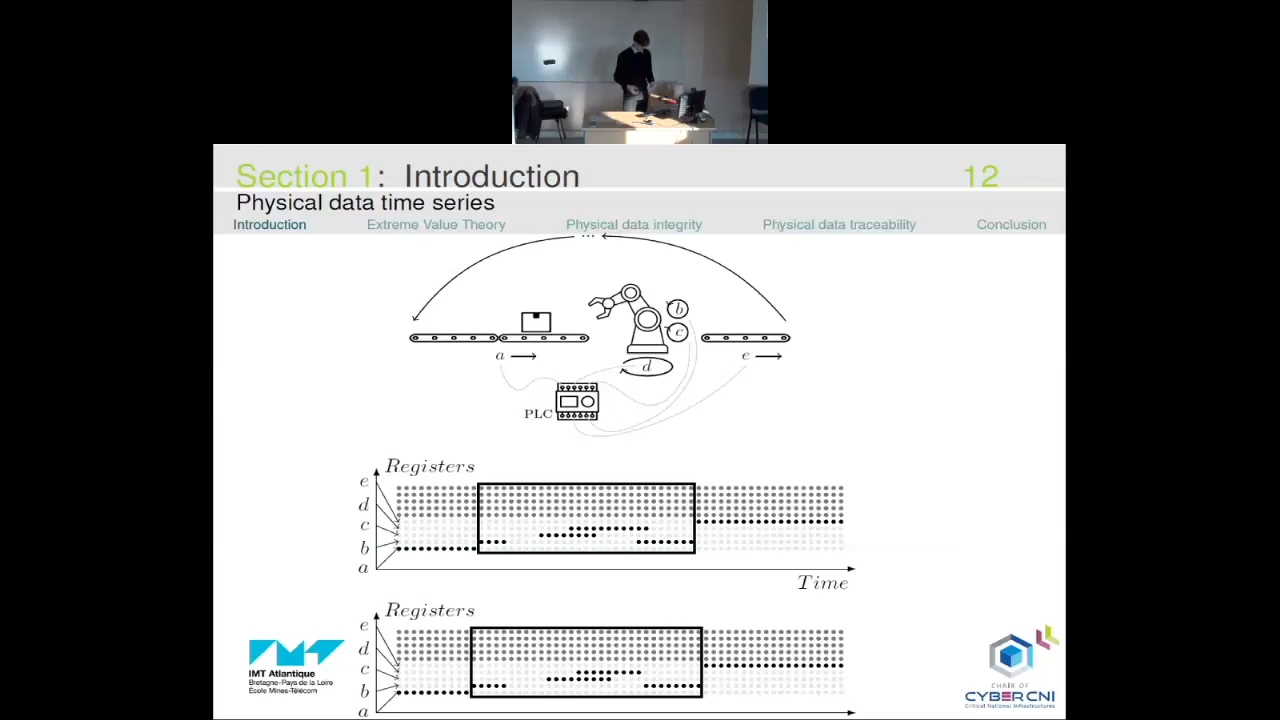 Section 1: Introduction 12
Physical data time series
Introduction Extreme Value Theory Physical data integrity Physical data traceability Conclusion
...
b
c
a
d
e
PLC
Registers
e
d
c
b
a
Time
Registers
e
d
c
b
a
IMT Atlantique
Bretagne-Pays de la Loire
École Mines-Télécom
CHAIR OF
CYBERCNI
Critical National Infrastructures